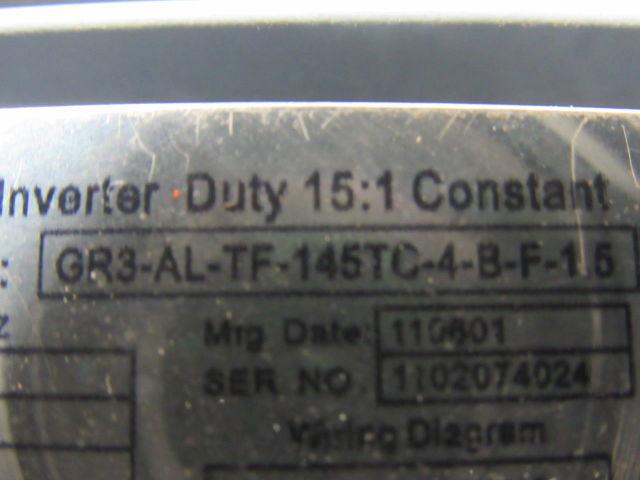 Inverter Duty 15:1 Constant
: GR3-AL-TF-145TC-4-B-F-1.5
z Mfg Date: 110601
SER NO 1102074024
Wiring Diagram